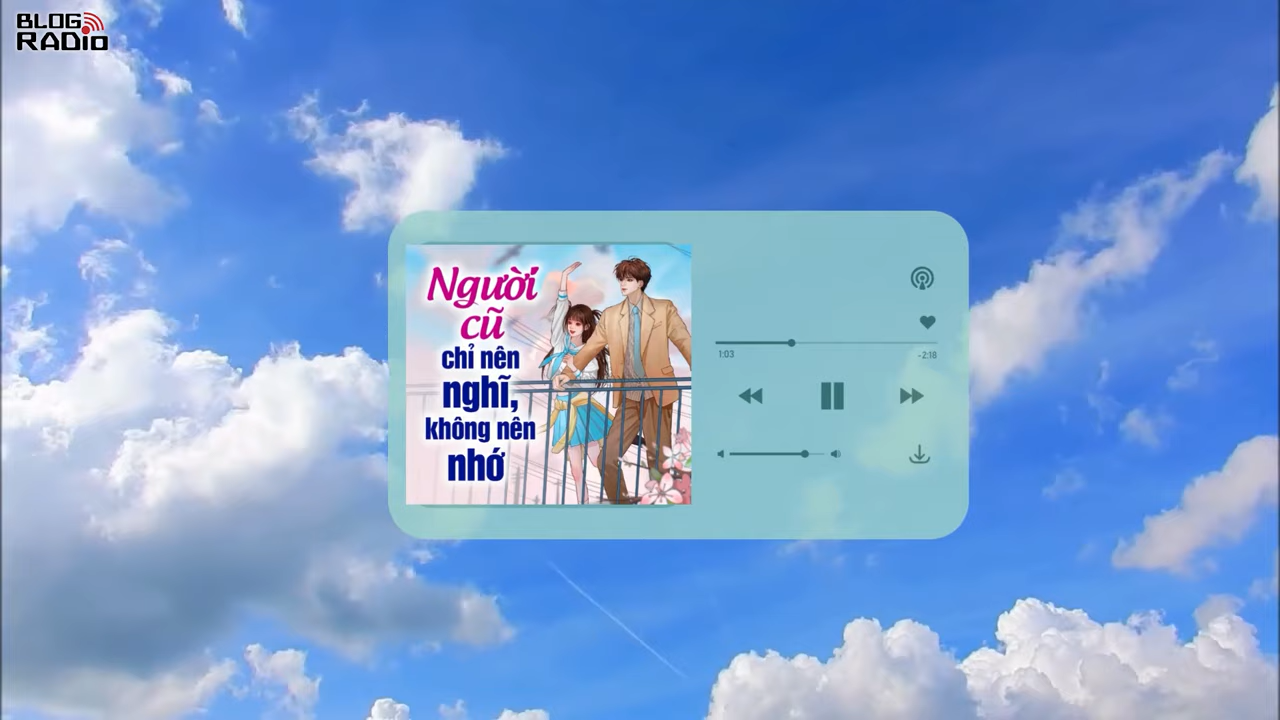 BLOG
RADIO
Người
cũ
chỉ nên
nghĩ,
không nên
nhớ
1:03
-2:18